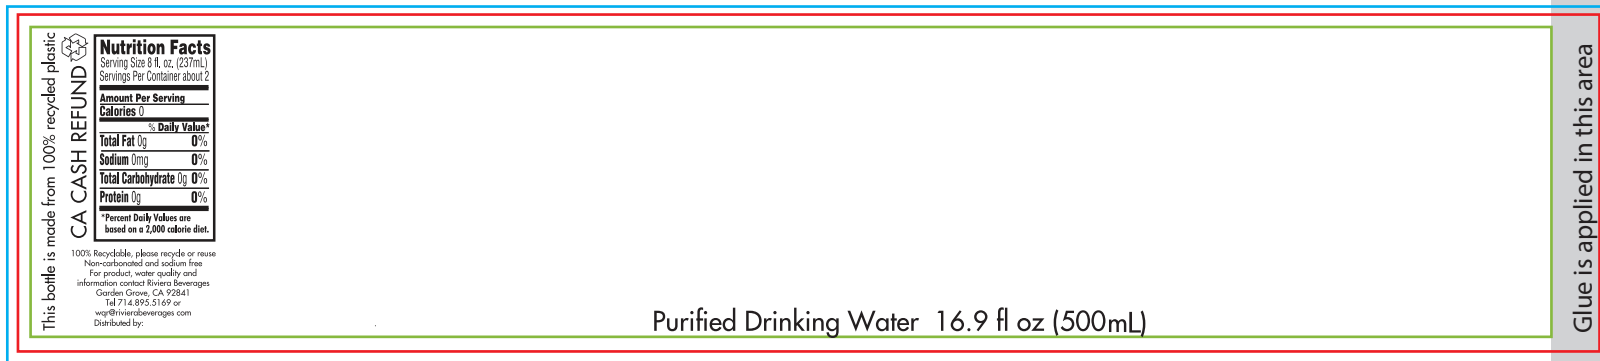 This bottle is made from 100% recycled plastic
CA CASH REFUND
Nutrition Facts
Serving Size 8 fl. oz. (237mL)
Servings Per Container about 2
Amount Per Serving
Calories 0
% Daily Value*
Total Fat 0g 0%
Sodium 0mg 0%
Total Carbohydrate 0g 0%
Protein 0g 0%
*Percent Daily Values are
based on a 2,000 calorie diet.
100% Recyclable, please recycle or reuse
Non-carbonated and sodium free
For product, water quality and
information contact Riviera Beverages
Garden Grove, CA 92841
Tel 714.895.5169 or
wqr@rivierabeverages com
Distributed by:
Purified Drinking Water 16.9 fl oz (500mL)
Glue is applied in this area